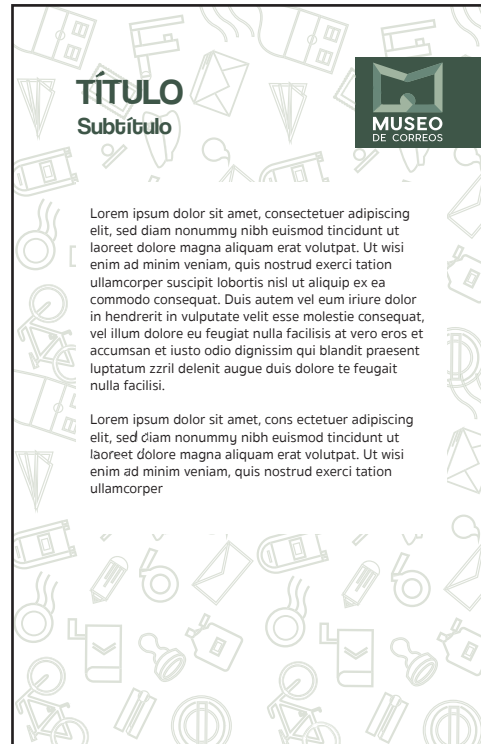 TÍTULO
Subtítulo
MUSEO
DE CORREOS
Lorem ipsum dolor sit amet, consectetuer adipiscing
elit, sed diam nonummy nibh euismod tincidunt ut
laoreet dolore magna aliquam erat volutpat. Ut wisi
enim ad minim veniam, quis nostrud exerci tation
ullamcorper suscipit lobortis nisl ut aliquip ex ea
commodo consequat. Duis autem vel eum iriure dolor
in hendrerit in vulputate velit esse molestie consequat,
vel illum dolore eu feugiat nulla facilisis at vero eros et
accumsan et iusto odio dignissim qui blandit praesent
luptatum zzril delenit augue duis dolore te feugait
nulla facilisi.
Lorem ipsum dolor sit amet, cons ectetuer adipiscing
elit, sed diam nonummy nibh euismod tincidunt ut
laoreet dolore magna aliquam erat volutpat. Ut wisi
enim ad minim veniam, quis nostrud exerci tation
ullamcorper